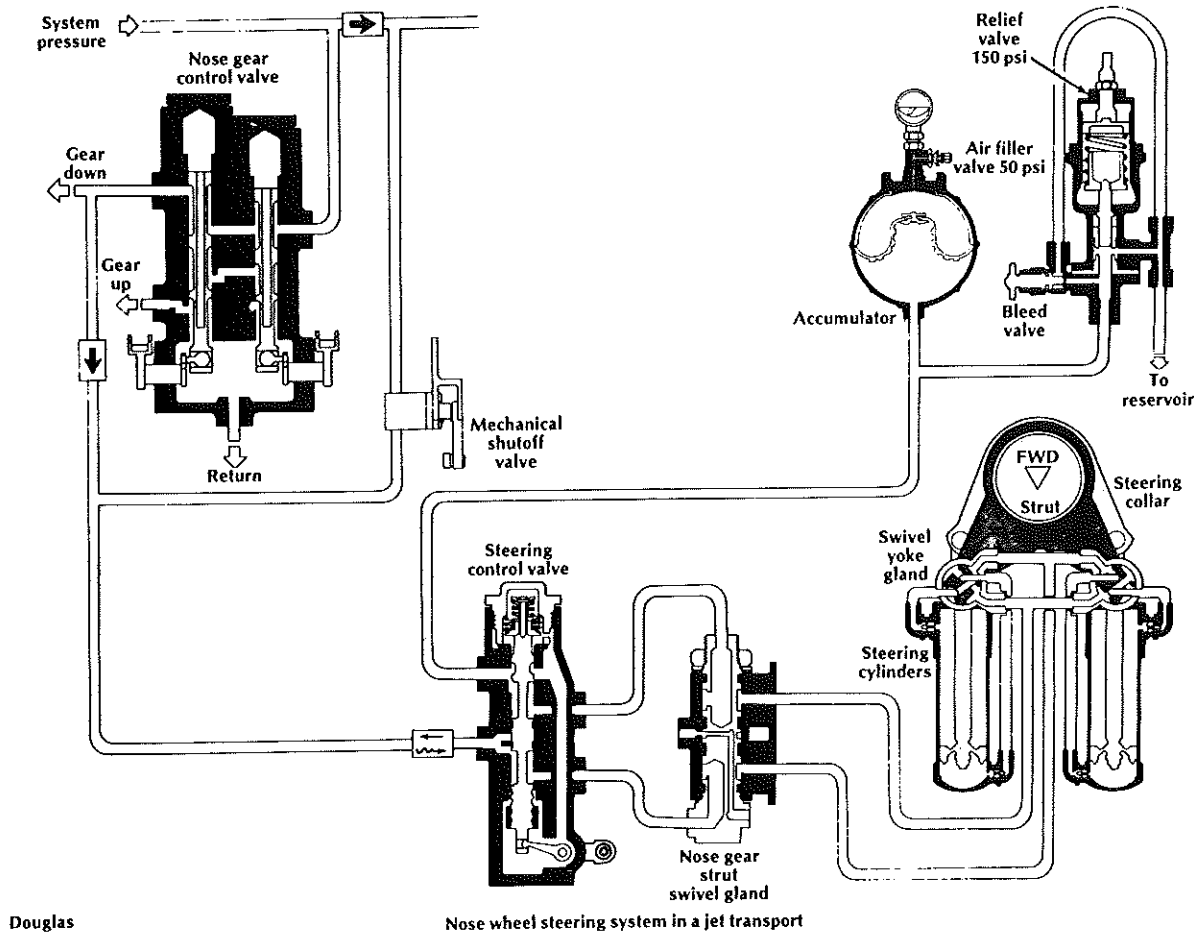 System
pressure
Nose gear
control valve
Gear
down
Gear
up
Return
Mechanical
shutoff
valve
Relief
valve
150 psi
Air filler
valve 50 psi
Accumulator
Bleed
valve
To
reservoir
FWD
Strut
Steering
collar
Swivel
yoke
gland
Steering
cylinders
Steering
control valve
Nose gear
strut
swivel gland
Douglas
Nose wheel steering system in a jet transport